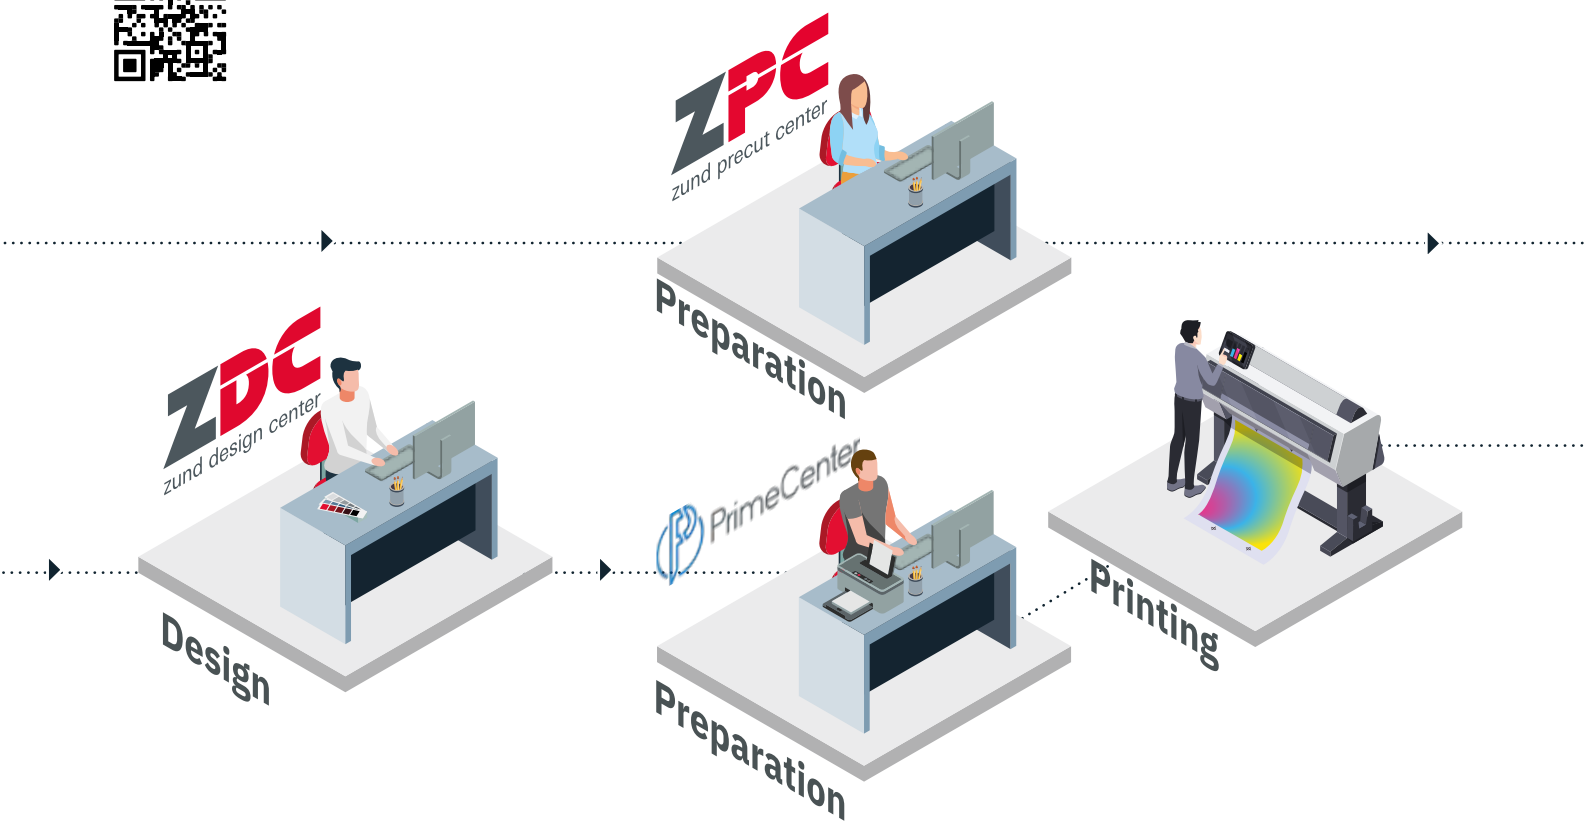 ZPC
zund precut center
Preparation
ZDC
zund design center
Design
PrimeCenter
Preparation
Printing